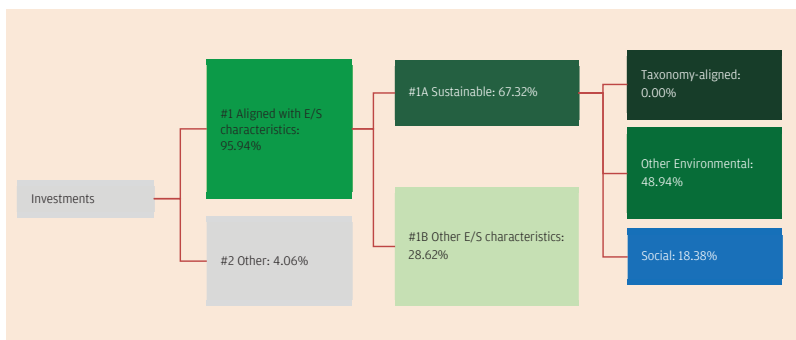 Investments
#1 Aligned with E/S
characteristics:
95.94%
#2 Other: 4.06%
#1A Sustainable: 67.32%
#1B Other E/S characteristics:
28.62%
Taxonomy-aligned:
0.00%
Other Environmental:
48.94%
Social: 18.38%